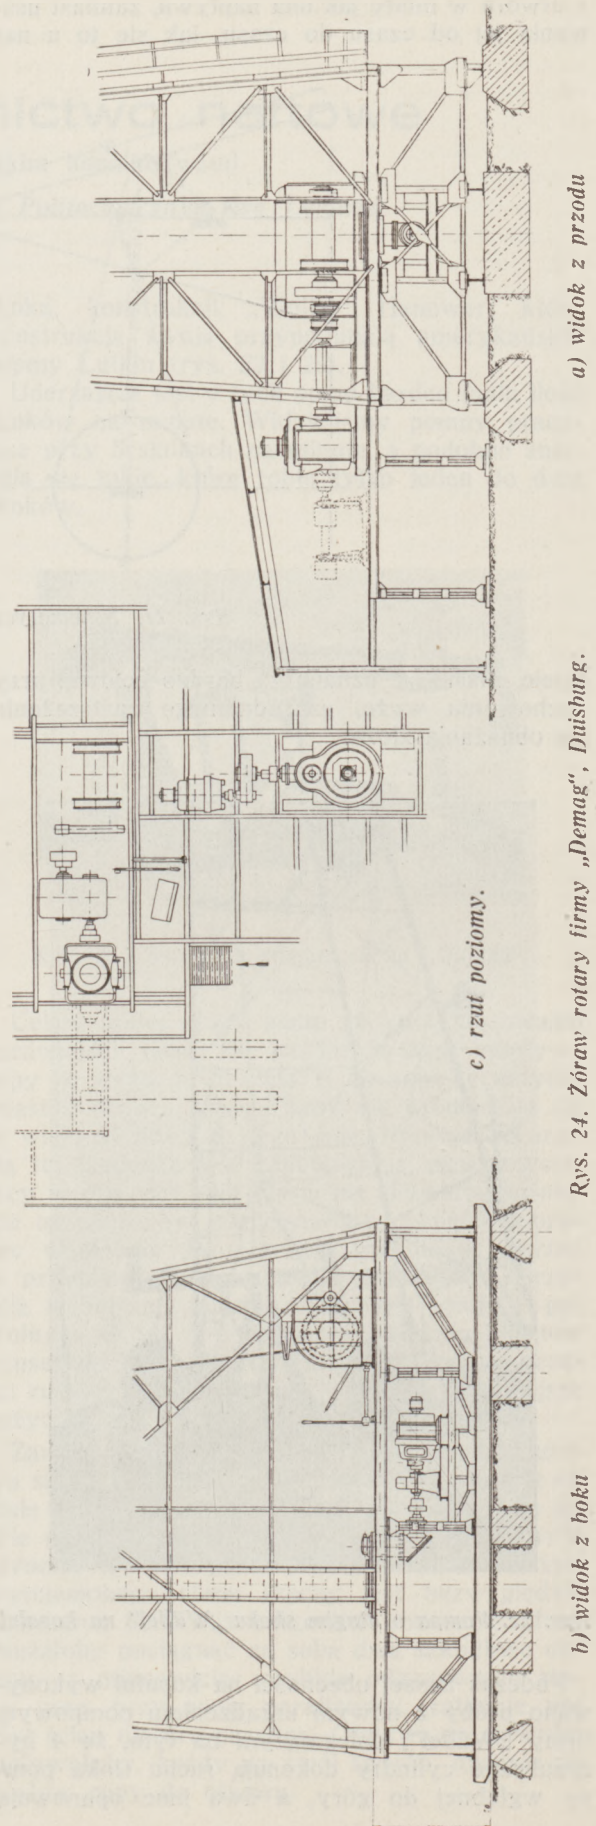 a) widok z przodu
c) rzut poziomy.
b) widok z boku
Rys. 24. Żóraw rotary firmy „Demag“, Duisburg.